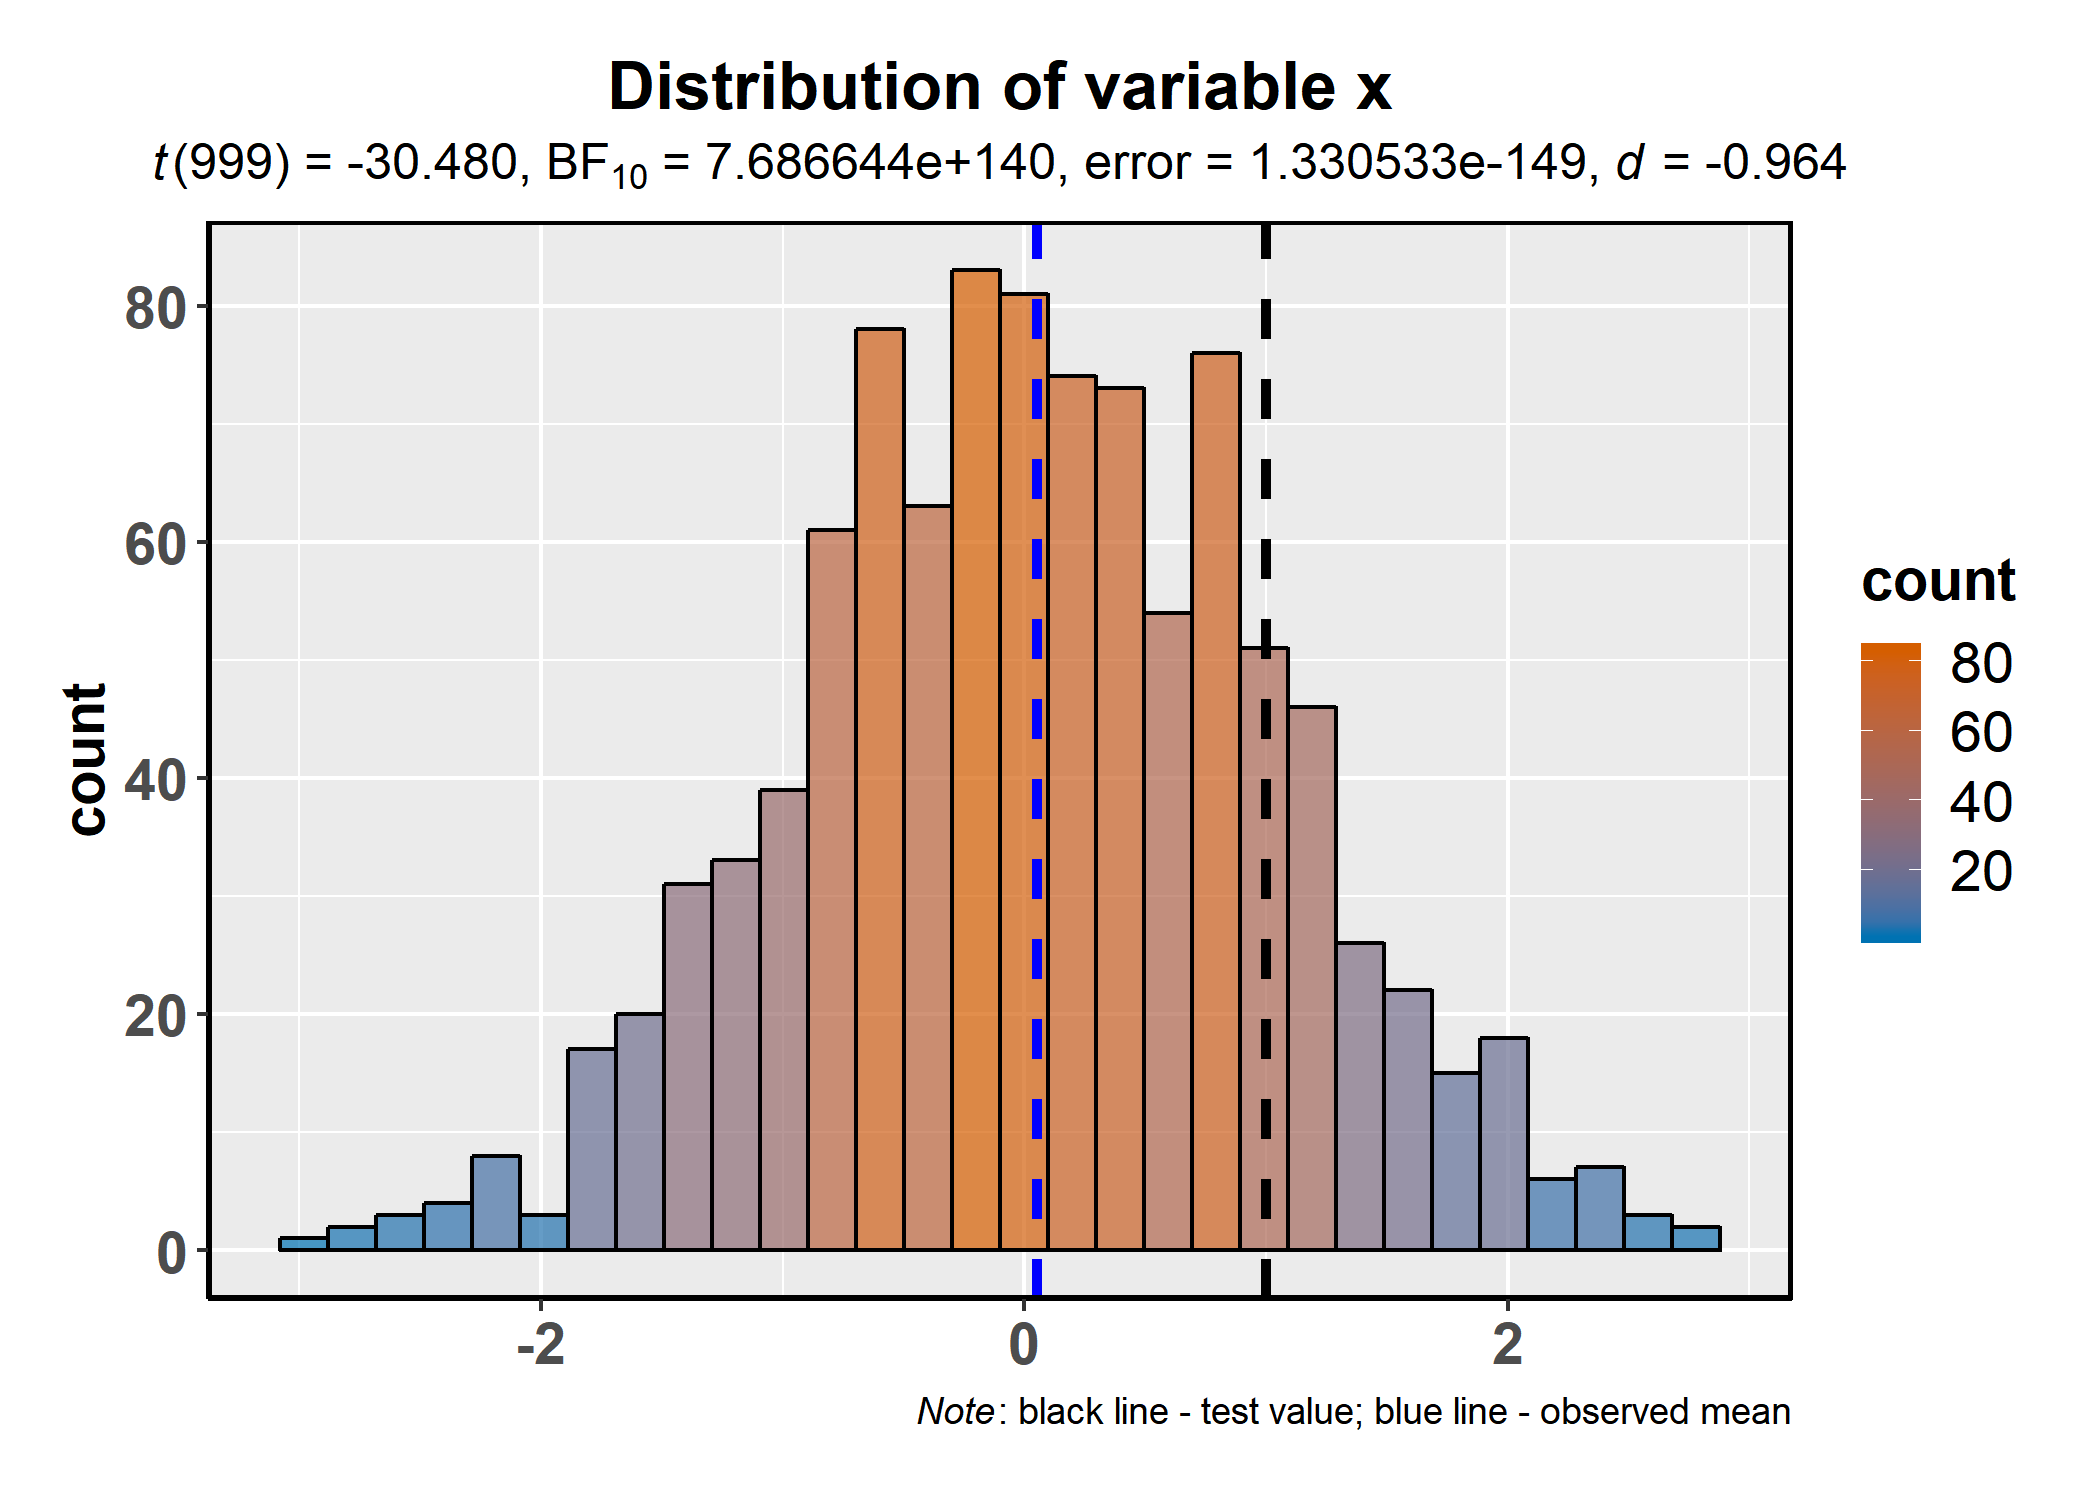 Distribution of variable x
t(999) = -30.480, BF10 = 7.686644e+140, error = 1.330533e-149, d = -0.964
count
80
60
40
20
0
-2 0 2
count
80
60
40
20
Note: black line - test value; blue line - observed mean